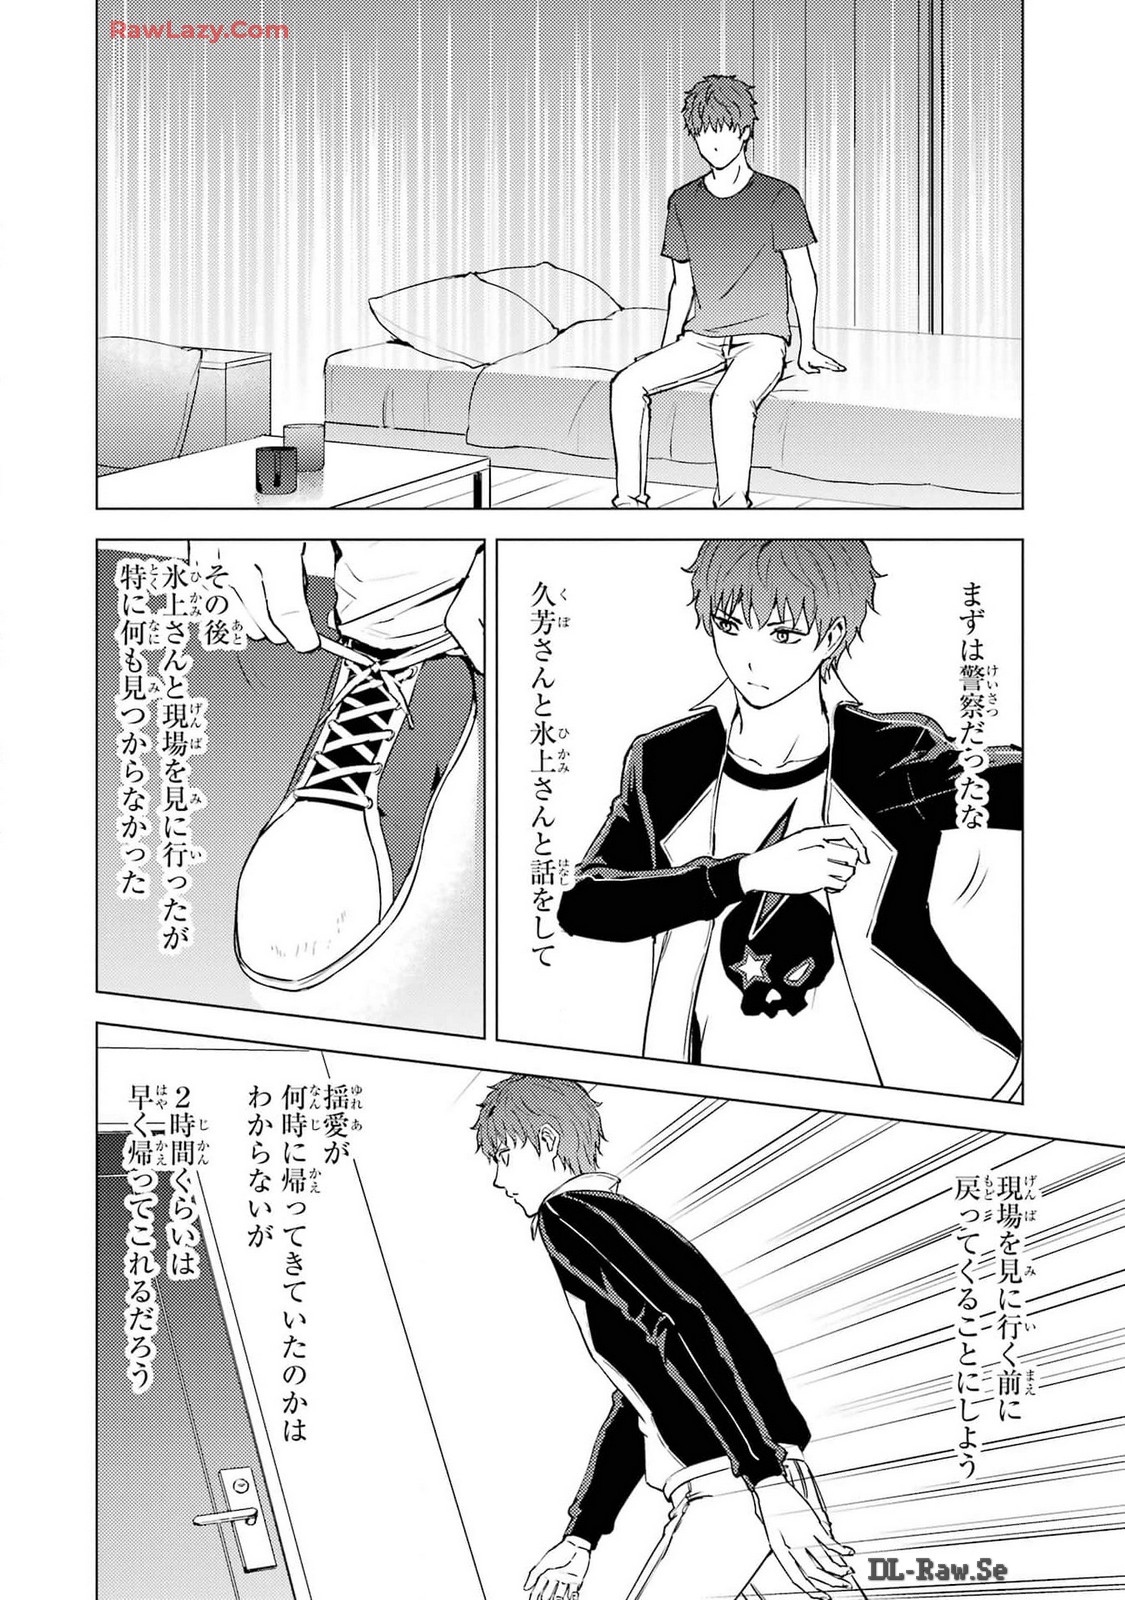 RawLazy.Com
まずは警察だったな
久芳さんと氷上さんと話をして
その後
氷上さんと現場を見に行ったが
特に何も見つからなかった
現場を見に行く前に
戻ってくることにしよう
揺愛が
何時に帰ってきていたのかは
わからないが
2時間くらいは
早く帰ってこれるだろう
DL-Raw.Se